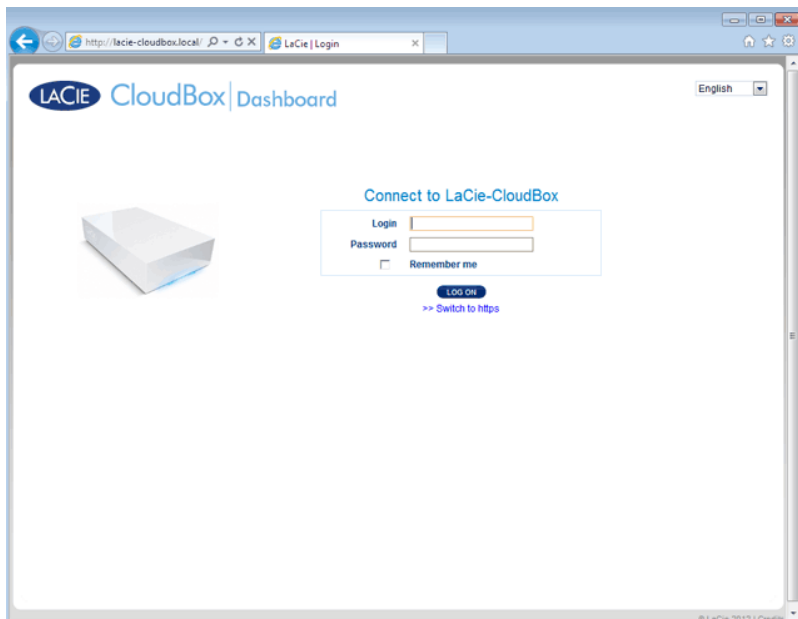 http://lacie-cloudbox.local/
LaCie | Login
LACIE CloudBox Dashboard
English
Connect to LaCie-CloudBox
Login
Password
Remember me
LOG ON
>> Switch to https